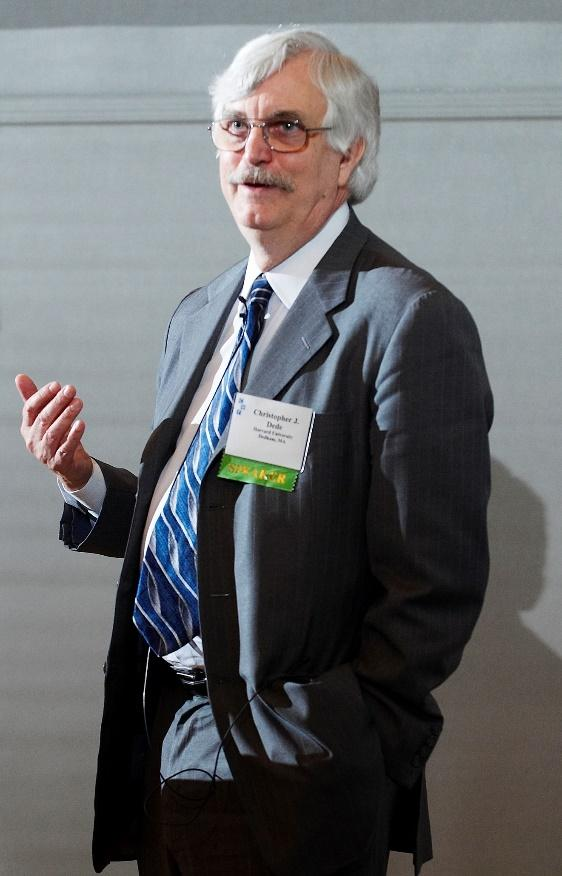 Christopher J.
Dede
Harvard University
Dedham, MA
SPEAKER